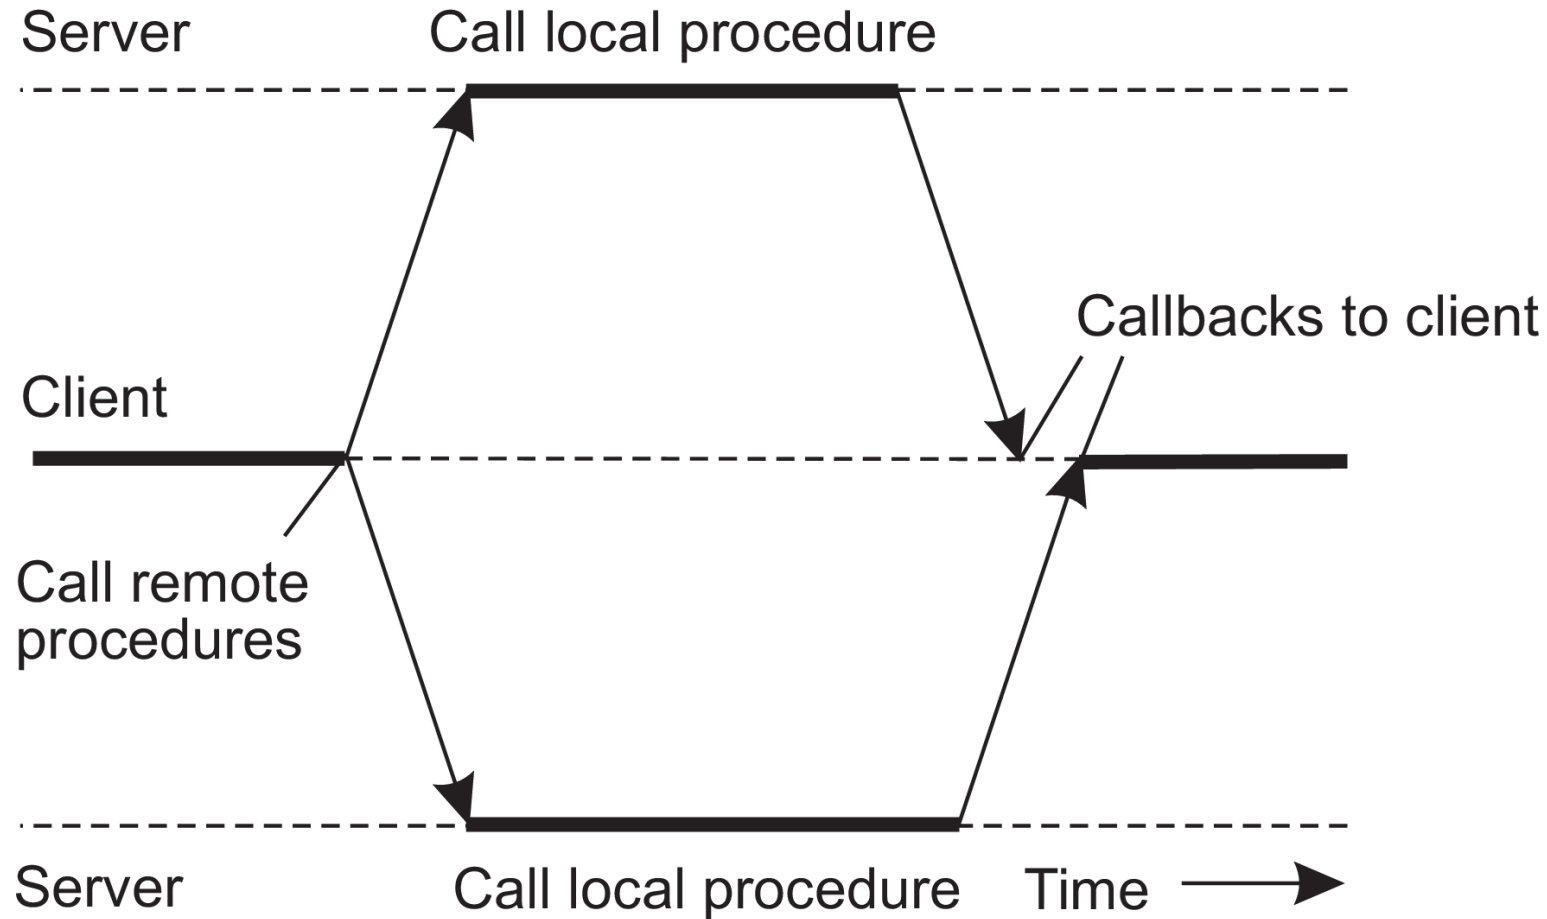 Server
Call local procedure
Callbacks to client
Client
Call remote
procedures
Server
Call local procedure
Time